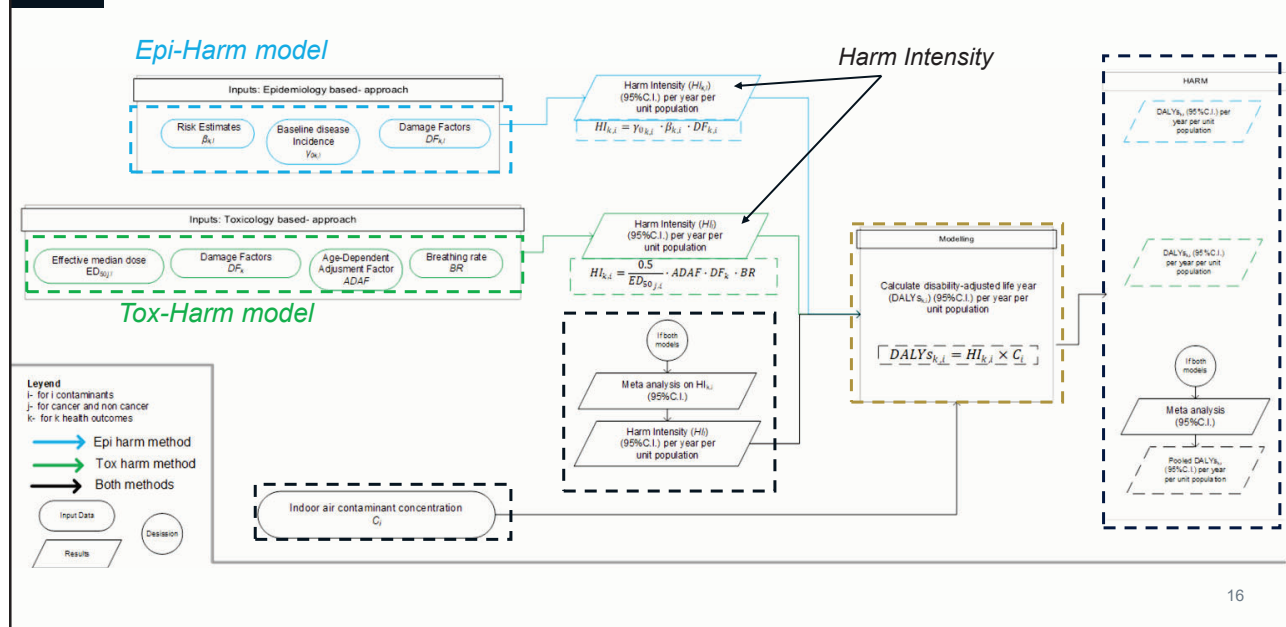 Epi-Harm model
Harm Intensity
Inputs: Epidemiology based- approach
Risk Estimates
βk,i
Baseline disease
Incidence
γ0k,i
Damage Factors
DFk,i
Harm Intensity (HIk,i)
(95%C.I.) per year per
unit population
HIk,i = γ0k,i · βk,i · DFk,i
Inputs: Toxicology based- approach
Effective median dose
ED50j,i
Damage Factors
DFk
Age-Dependent
Adjusment Factor
ADAF
Breathing rate
BR
Tox-Harm model
Harm Intensity (HIi)
(95%C.I.) per year per
unit population
HIk,i = 0.5 / ED50 j,i · ADAF · DFk · BR
If both
models
Meta analysis on HIk,i
(95%C.I.)
Harm Intensity (HIi)
(95%C.I.) per year per
unit population
Indoor air contaminant concentration
Ci
Modelling
Calculate disability-adjusted life year
(DALYsk,i) (95%C.I.) per year per
unit population
DALYsk,i = HIk,i × Ci
HARM
DALYsk,i (95%C.I.) per
year per unit
population
DALYsk,i (95%C.I.)
per year per unit
population
If both
models
Meta analysis
(95%C.I.)
Pooled DALYsk,i
(95%C.I.) per year
per unit population
Leyend
i- for i contaminants
j- for cancer and non cancer
k- for k health outcomes
Epi harm method
Tox harm method
Both methods
Input Data
Desission
Results
16